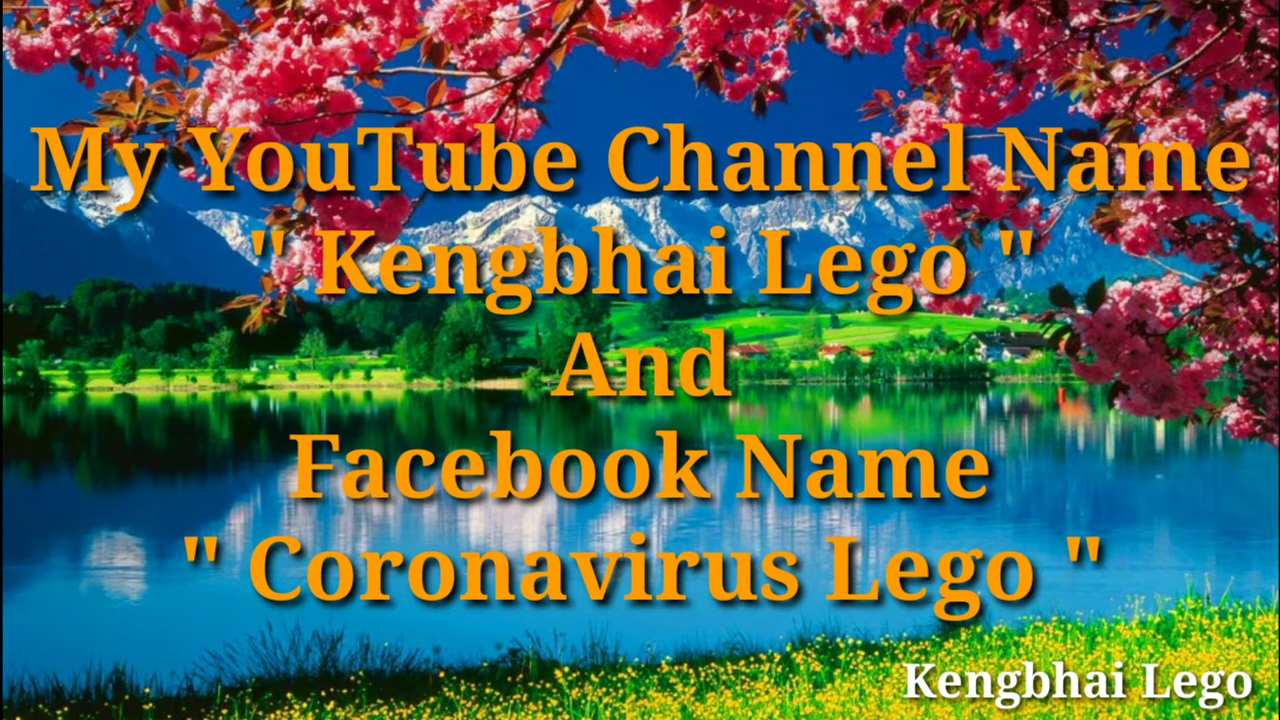 My YouTube Channel Name
" Kengbhai Lego "
And
Facebook Name
" Coronavirus Lego "
Kengbhai Lego